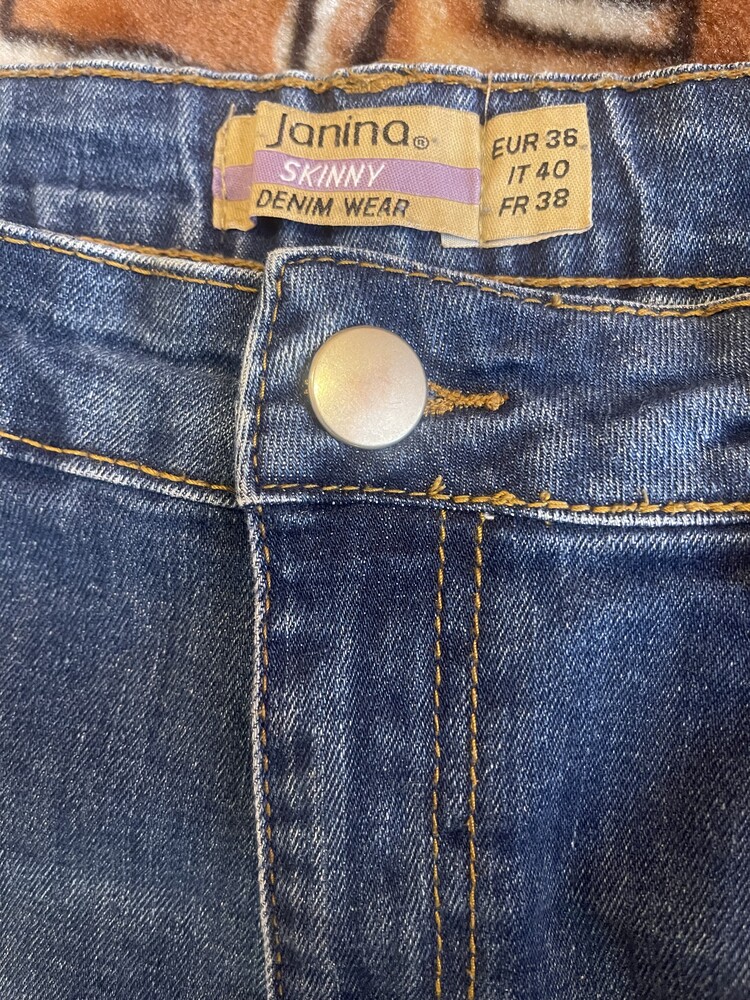 Janina®
SKINNY
DENIM WEAR
EUR 36
IT 40
FR 38